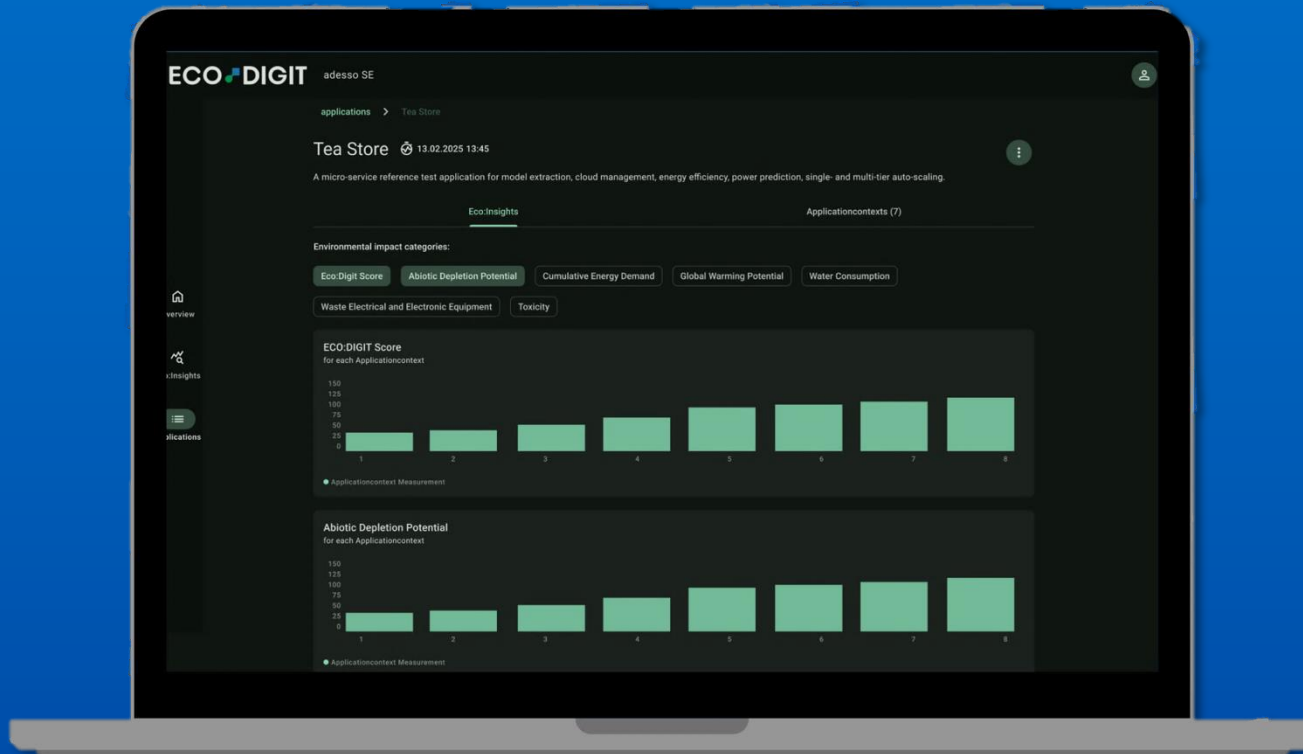 ECO DIGIT adesso SE
applications > Tea Store
Tea Store 13.02.2025 13:45
A micro-service reference test application for model extraction, cloud management, energy efficiency, power prediction, single- and multi-tier auto-scaling.
Eco:Insights Applicationcontexts (7)
Environmental impact categories:
Eco:Digit Score Abiotic Depletion Potential Cumulative Energy Demand Global Warming Potential Water Consumption
Waste Electrical and Electronic Equipment Toxicity
verview
:Insights
plications
ECO:DIGIT Score
for each Applicationcontext
150
125
100
75
50
25
0
1 2 3 4 5 6 7 8
Applicationcontext Measurement
Abiotic Depletion Potential
for each Applicationcontext
150
125
100
75
50
25
0
1 2 3 4 5 6 7 8
Applicationcontext Measurement